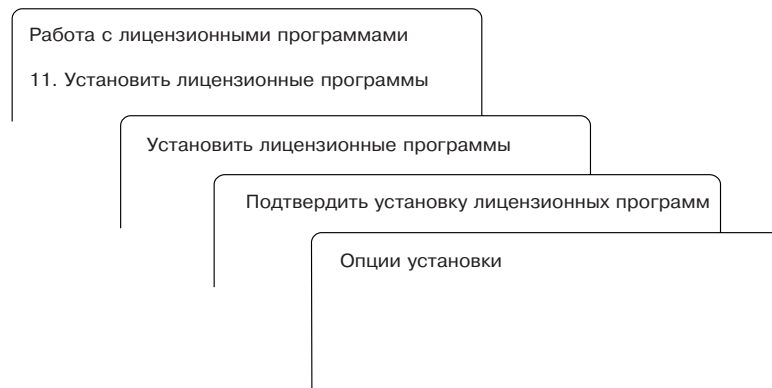 Работа с лицензионными программами
11. Установить лицензионные программы
Установить лицензионные программы
Подтвердить установку лицензионных программ
Опции установки